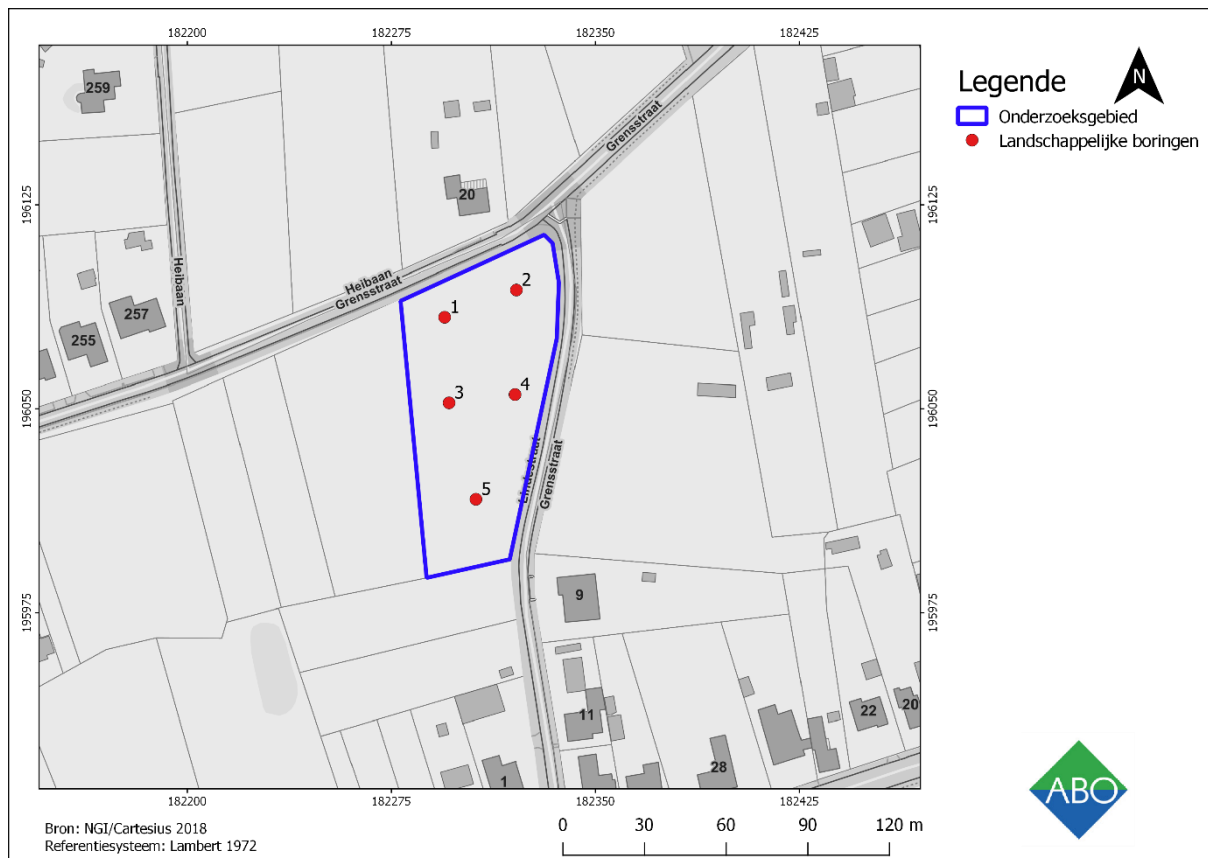 182200 182275 182350 182425
259
Grensstraat
Legende
N
Onderzoeksgebied
Landschappelijke boringen
196125 196125
20
Heibaan
Heibaan
Grensstraat
2
1
257
255
4
3
196050 196050
Lindestraat
Grensstraat
5
9
195975 195975
11
22
20
28
1
182200 182275 182350 182425
ABO
Bron: NGI/Cartesius 2018
Referentiesysteem: Lambert 1972
0 30 60 90 120 m